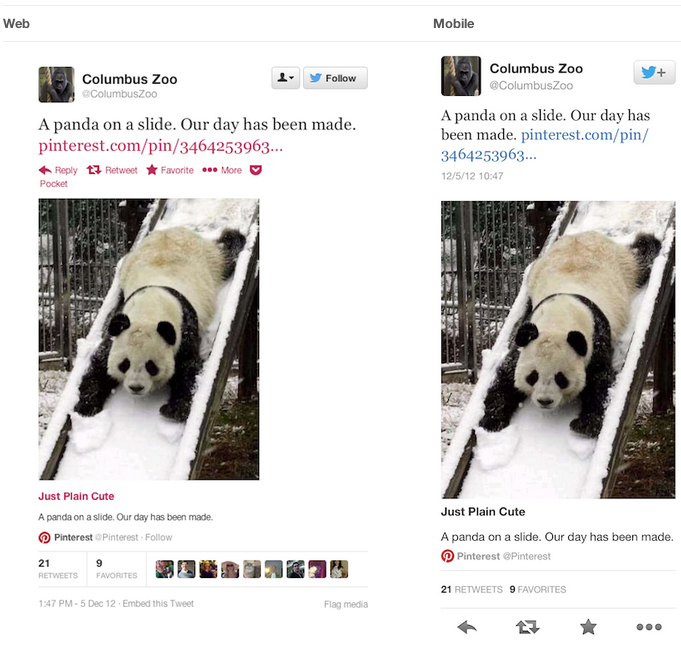 Web
Mobile
Columbus Zoo
@ColumbusZoo
Follow
A panda on a slide. Our day has been made.
pinterest.com/pin/3464253963...
Reply Retweet Favorite More
Pocket
Just Plain Cute
A panda on a slide. Our day has been made.
Pinterest @Pinterest · Follow
21 RETWEETS
9 FAVORITES
1:47 PM - 5 Dec 12 · Embed this Tweet
Flag media
Columbus Zoo
@ColumbusZoo
A panda on a slide. Our day has
been made. pinterest.com/pin/
3464253963...
12/5/12 10:47
Just Plain Cute
A panda on a slide. Our day has been made.
Pinterest @Pinterest
21 RETWEETS 9 FAVORITES